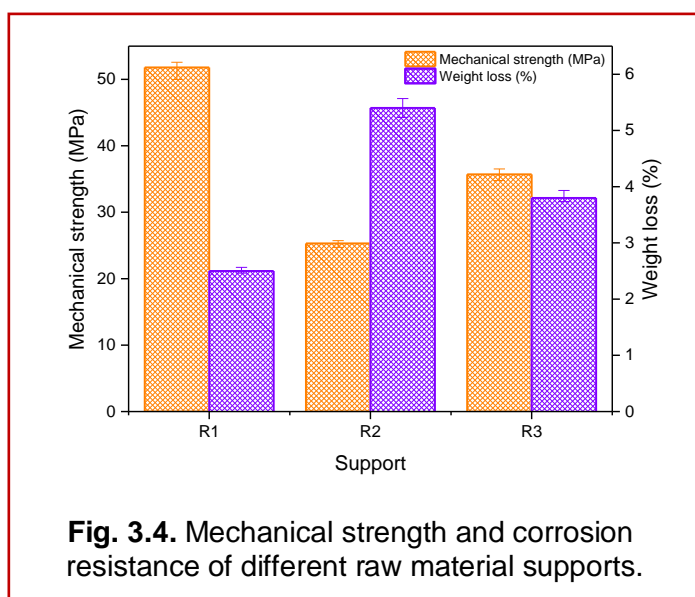 Mechanical strength (MPa)
Weight loss (%)
50
40
30
20
10
0
Mechanical strength (MPa)
6
5
4
3
2
1
0
Weight loss (%)
R1 R2 R3
Support
Fig. 3.4. Mechanical strength and corrosion
resistance of different raw material supports.